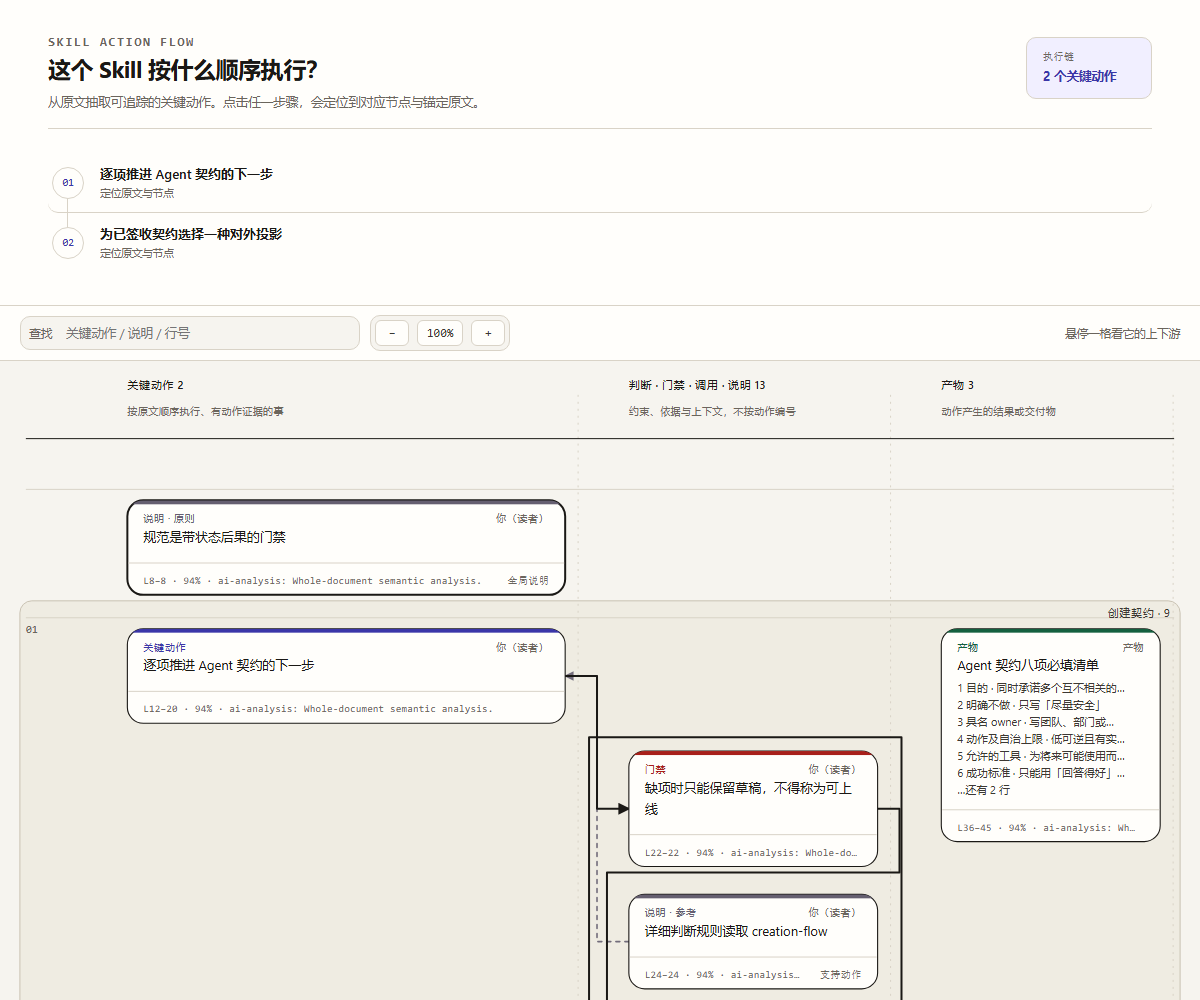 SKILL ACTION FLOW
这个 Skill 按什么顺序执行？
从原文抽取可追踪的关键动作。点击任一步骤，会定位到对应节点与锚定原文。
执行链
2 个关键动作
01
逐项推进 Agent 契约的下一步
定位原文与节点
02
为已签收契约选择一种对外投影
定位原文与节点
查找 关键动作 / 说明 / 行号
− 100% +
悬停一格看它的上下游
关键动作 2
按原文顺序执行、有动作证据的事
判断 · 门禁 · 调用 · 说明 13
约束、依据与上下文，不按动作编号
产物 3
动作产生的结果或交付物
说明 · 原则 你（读者）
规范是带状态后果的门禁
L8–8 · 94% · ai-analysis: Whole-document semantic analysis. 全局说明
创建契约 · 9
01
关键动作 你（读者）
逐项推进 Agent 契约的下一步
L12–20 · 94% · ai-analysis: Whole-document semantic analysis.
产物 产物
Agent 契约八项必填清单
1 目的 · 同时承诺多个互不相关的…
2 明确不做 · 只写「尽量安全」
3 具名 owner · 写团队、部门或…
4 动作及自治上限 · 低可逆且有实…
5 允许的工具 · 为将来可能使用而…
6 成功标准 · 只能用「回答得好」…
…还有 2 行
L36–45 · 94% · ai-analysis: Wh…
门禁 你（读者）
缺项时只能保留草稿，不得称为可上
线
L22–22 · 94% · ai-analysis: Whole-do…
说明 · 参考 你（读者）
详细判断规则读取 creation-flow
L24–24 · 94% · ai-analysis… 支持动作